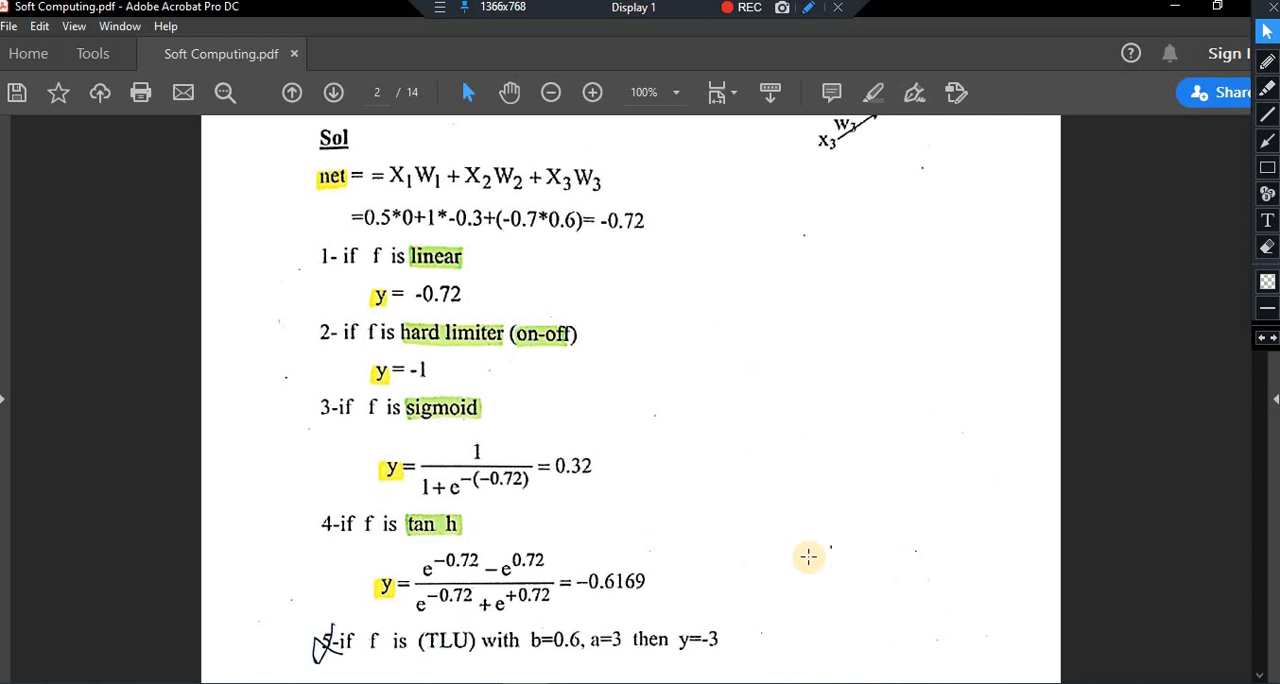 Soft Computing.pdf - Adobe Acrobat Pro DC
1366x768
Display 1
REC
File Edit View Window Help
Home Tools Soft Computing.pdf ×
Sign
2 / 14
100%
Share
W3
X3
Sol
net = = X₁W₁ + X₂W₂ + X₃W₃
=0.5*0+1*-0.3+(-0.7*0.6)= -0.72
1- if f is linear
y = -0.72
2- if f is hard limiter (on-off)
y = -1
3-if f is sigmoid
y = 1 / (1 + e^-(-0.72)) = 0.32
4-if f is tan h
y = (e^-0.72 - e^0.72) / (e^-0.72 + e^+0.72) = -0.6169
5-if f is (TLU) with b=0.6, a=3 then y=-3